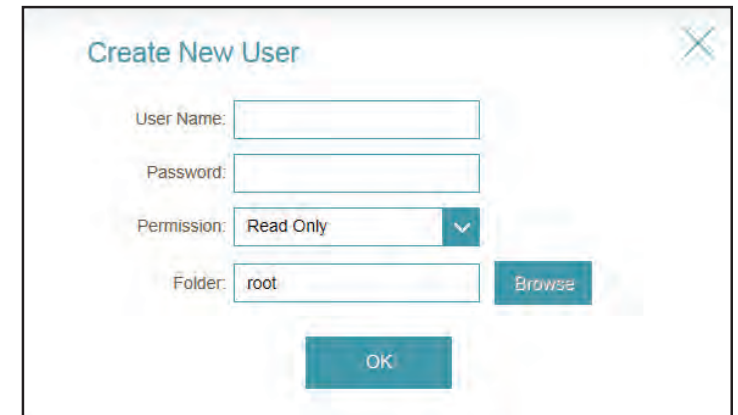 Create New User
User Name:
Password:
Permission: Read Only
Folder: root Browse
OK